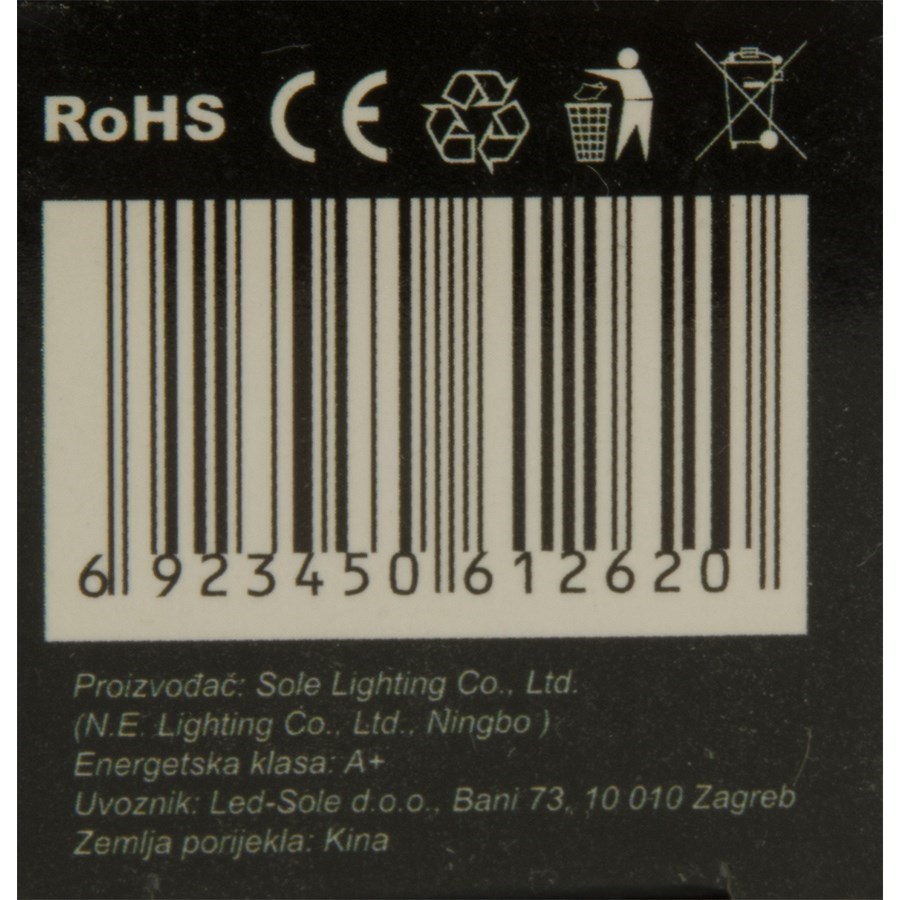 RoHS CE
6 923450 612620
Proizvođač: Sole Lighting Co., Ltd.
(N.E. Lighting Co., Ltd., Ningbo )
Energetska klasa: A+
Uvoznik: Led-Sole d.o.o., Bani 73, 10 010 Zagreb
Zemlja porijekla: Kina